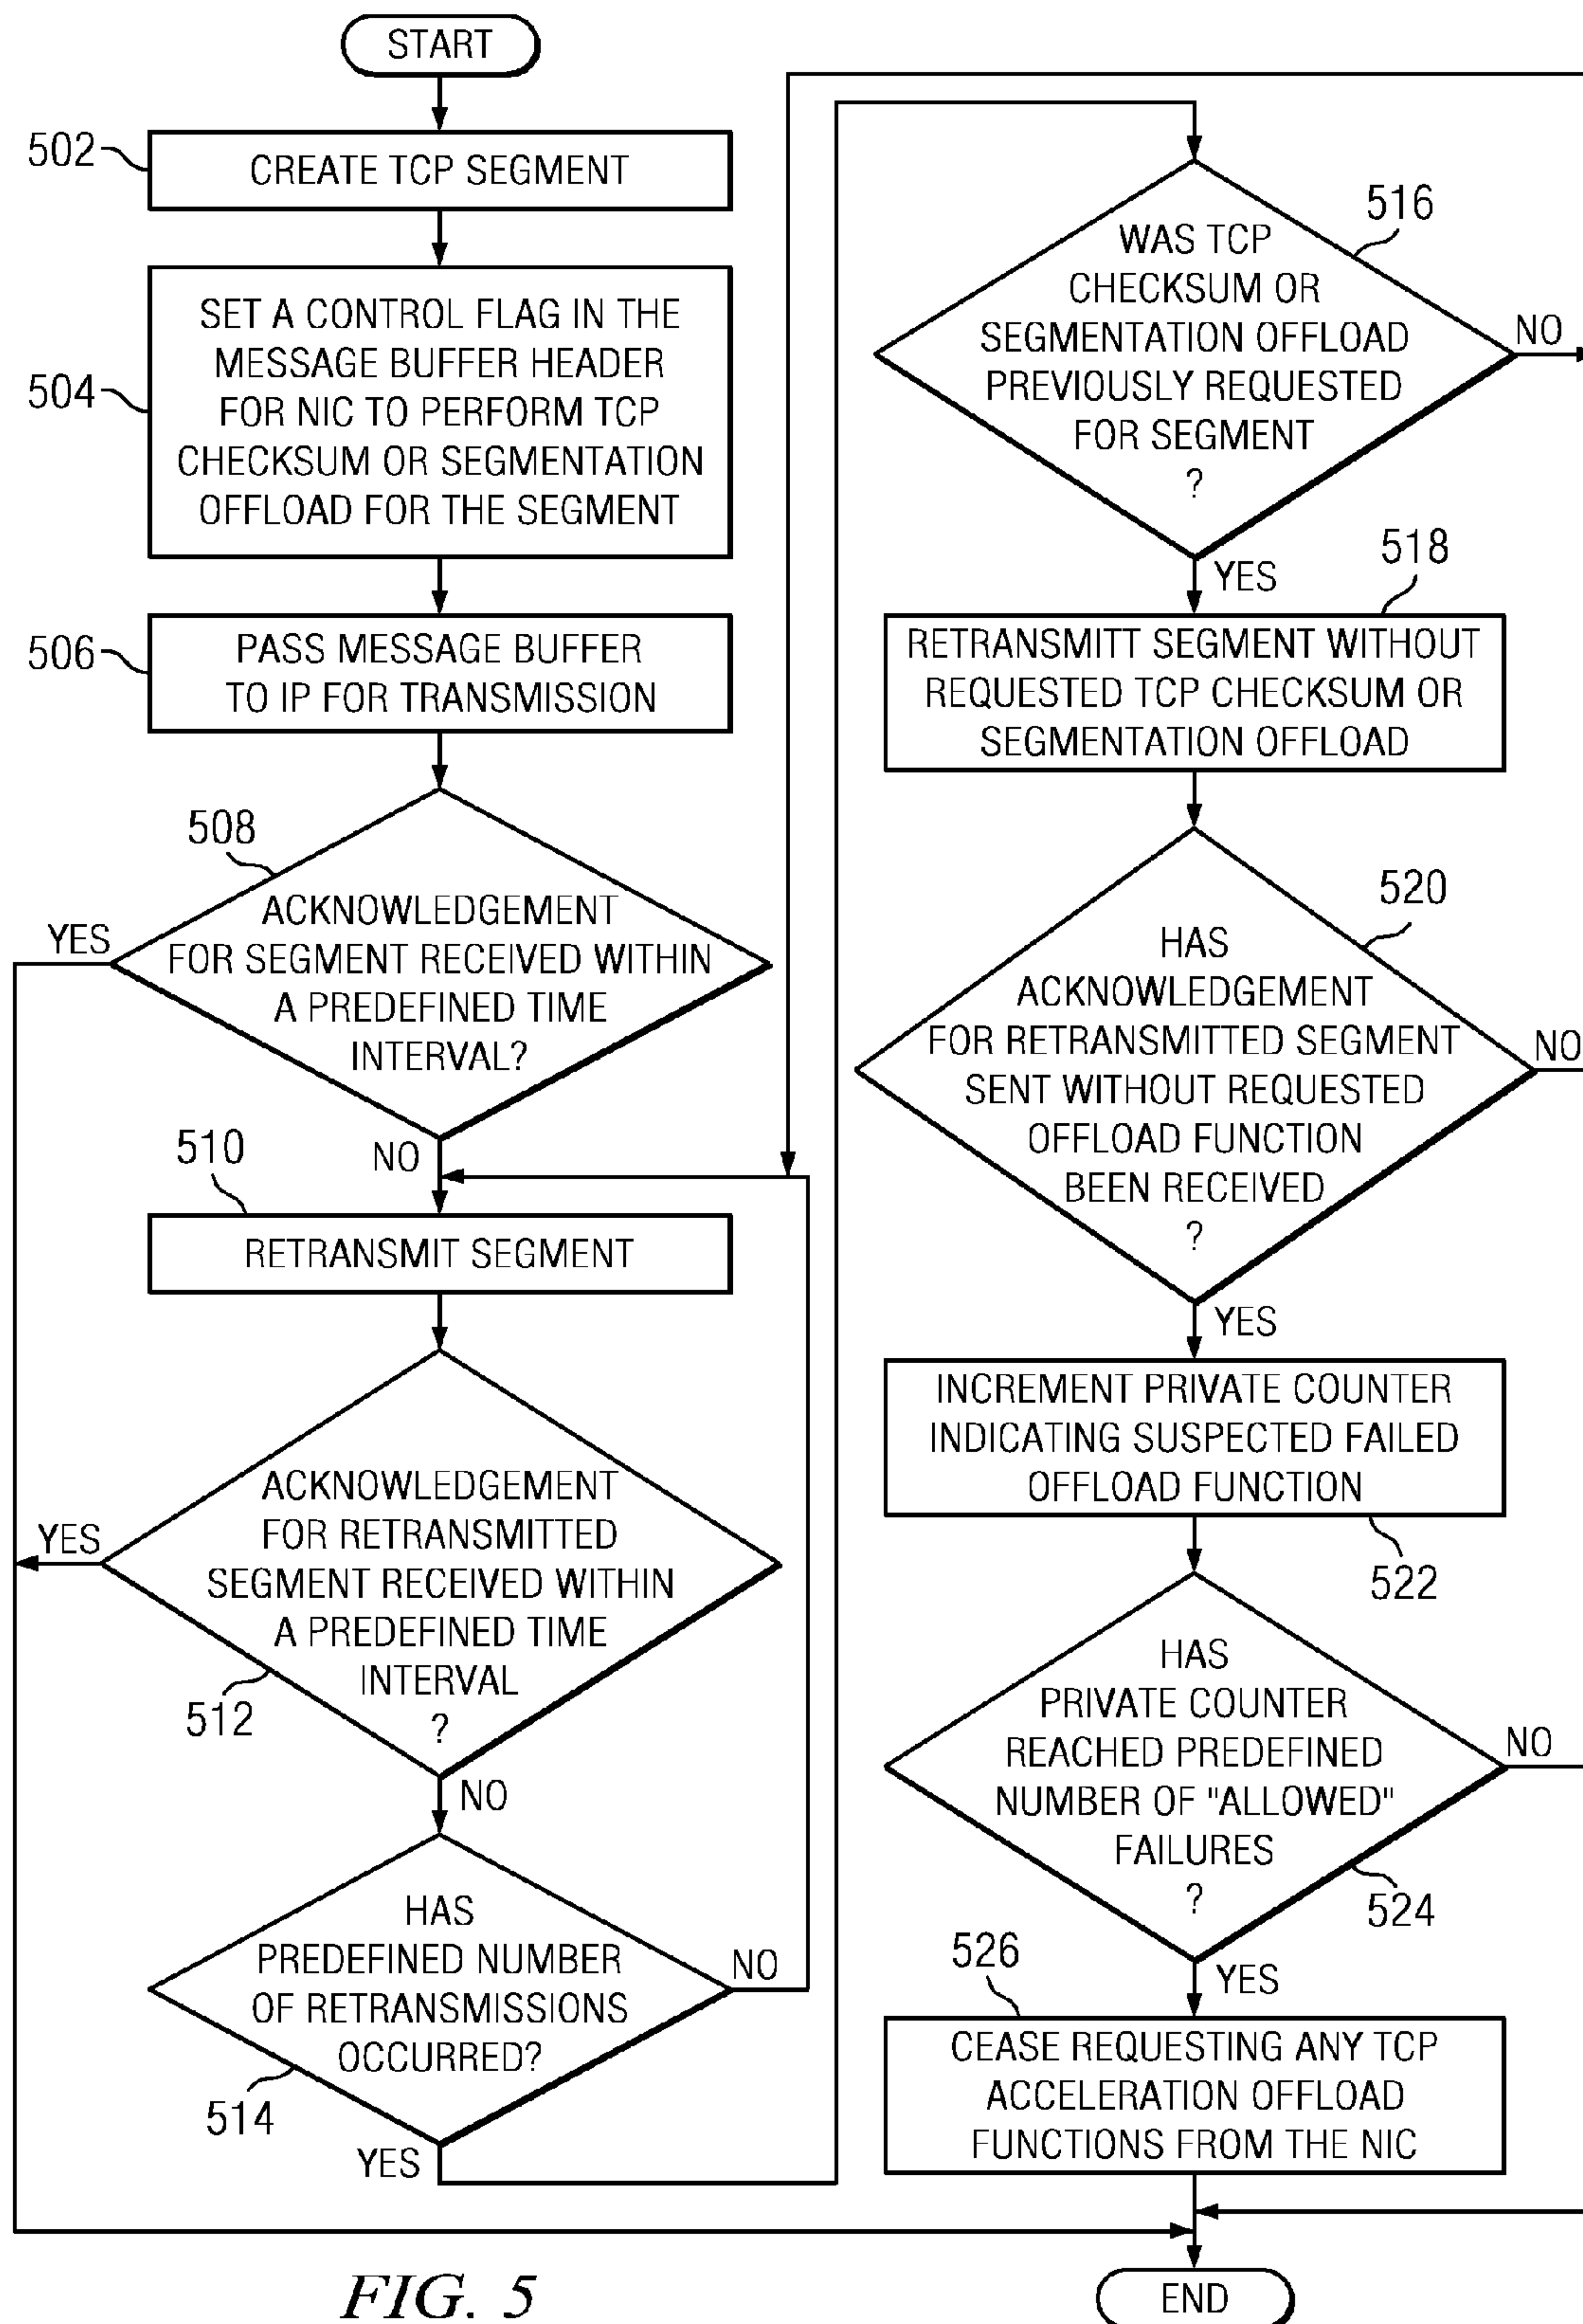 START
502
CREATE TCP SEGMENT
504
SET A CONTROL FLAG IN THE
MESSAGE BUFFER HEADER
FOR NIC TO PERFORM TCP
CHECKSUM OR SEGMENTATION
OFFLOAD FOR THE SEGMENT
506
PASS MESSAGE BUFFER
TO IP FOR TRANSMISSION
508
ACKNOWLEDGEMENT
FOR SEGMENT RECEIVED WITHIN
A PREDEFINED TIME
INTERVAL?
YES
NO
510
RETRANSMIT SEGMENT
ACKNOWLEDGEMENT
FOR RETRANSMITTED
SEGMENT RECEIVED WITHIN
A PREDEFINED TIME
INTERVAL
?
YES
512
NO
HAS
PREDEFINED NUMBER
OF RETRANSMISSIONS
OCCURRED?
NO
514
YES
516
WAS TCP
CHECKSUM OR
SEGMENTATION OFFLOAD
PREVIOUSLY REQUESTED
FOR SEGMENT
?
NO
YES
518
RETRANSMITT SEGMENT WITHOUT
REQUESTED TCP CHECKSUM OR
SEGMENTATION OFFLOAD
520
HAS
ACKNOWLEDGEMENT
FOR RETRANSMITTED SEGMENT
SENT WITHOUT REQUESTED
OFFLOAD FUNCTION
BEEN RECEIVED
?
NO
YES
INCREMENT PRIVATE COUNTER
INDICATING SUSPECTED FAILED
OFFLOAD FUNCTION
522
HAS
PRIVATE COUNTER
REACHED PREDEFINED
NUMBER OF "ALLOWED"
FAILURES
?
NO
524
YES
526
CEASE REQUESTING ANY TCP
ACCELERATION OFFLOAD
FUNCTIONS FROM THE NIC
END
FIG. 5